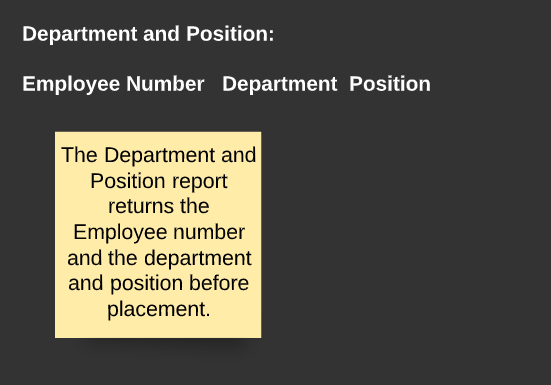 Department and Position:
Employee Number Department Position
The Department and
Position report
returns the
Employee number
and the department
and position before
placement.